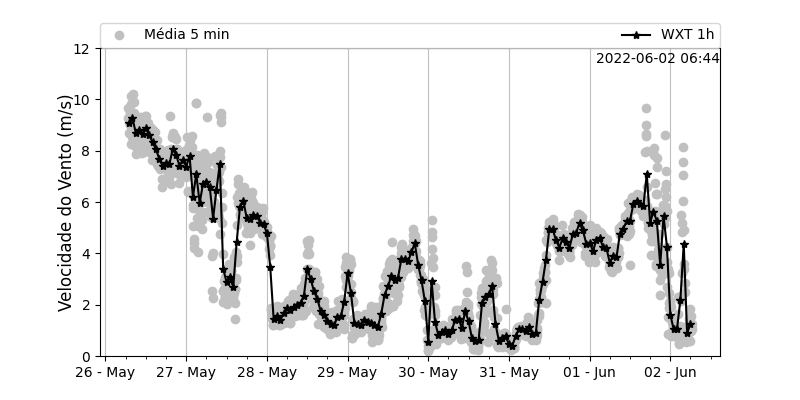 Média 5 min
WXT 1h
2022-06-02 06:44
Velocidade do Vento (m/s)
12
10
8
6
4
2
0
26 - May 27 - May 28 - May 29 - May 30 - May 31 - May 01 - Jun 02 - Jun